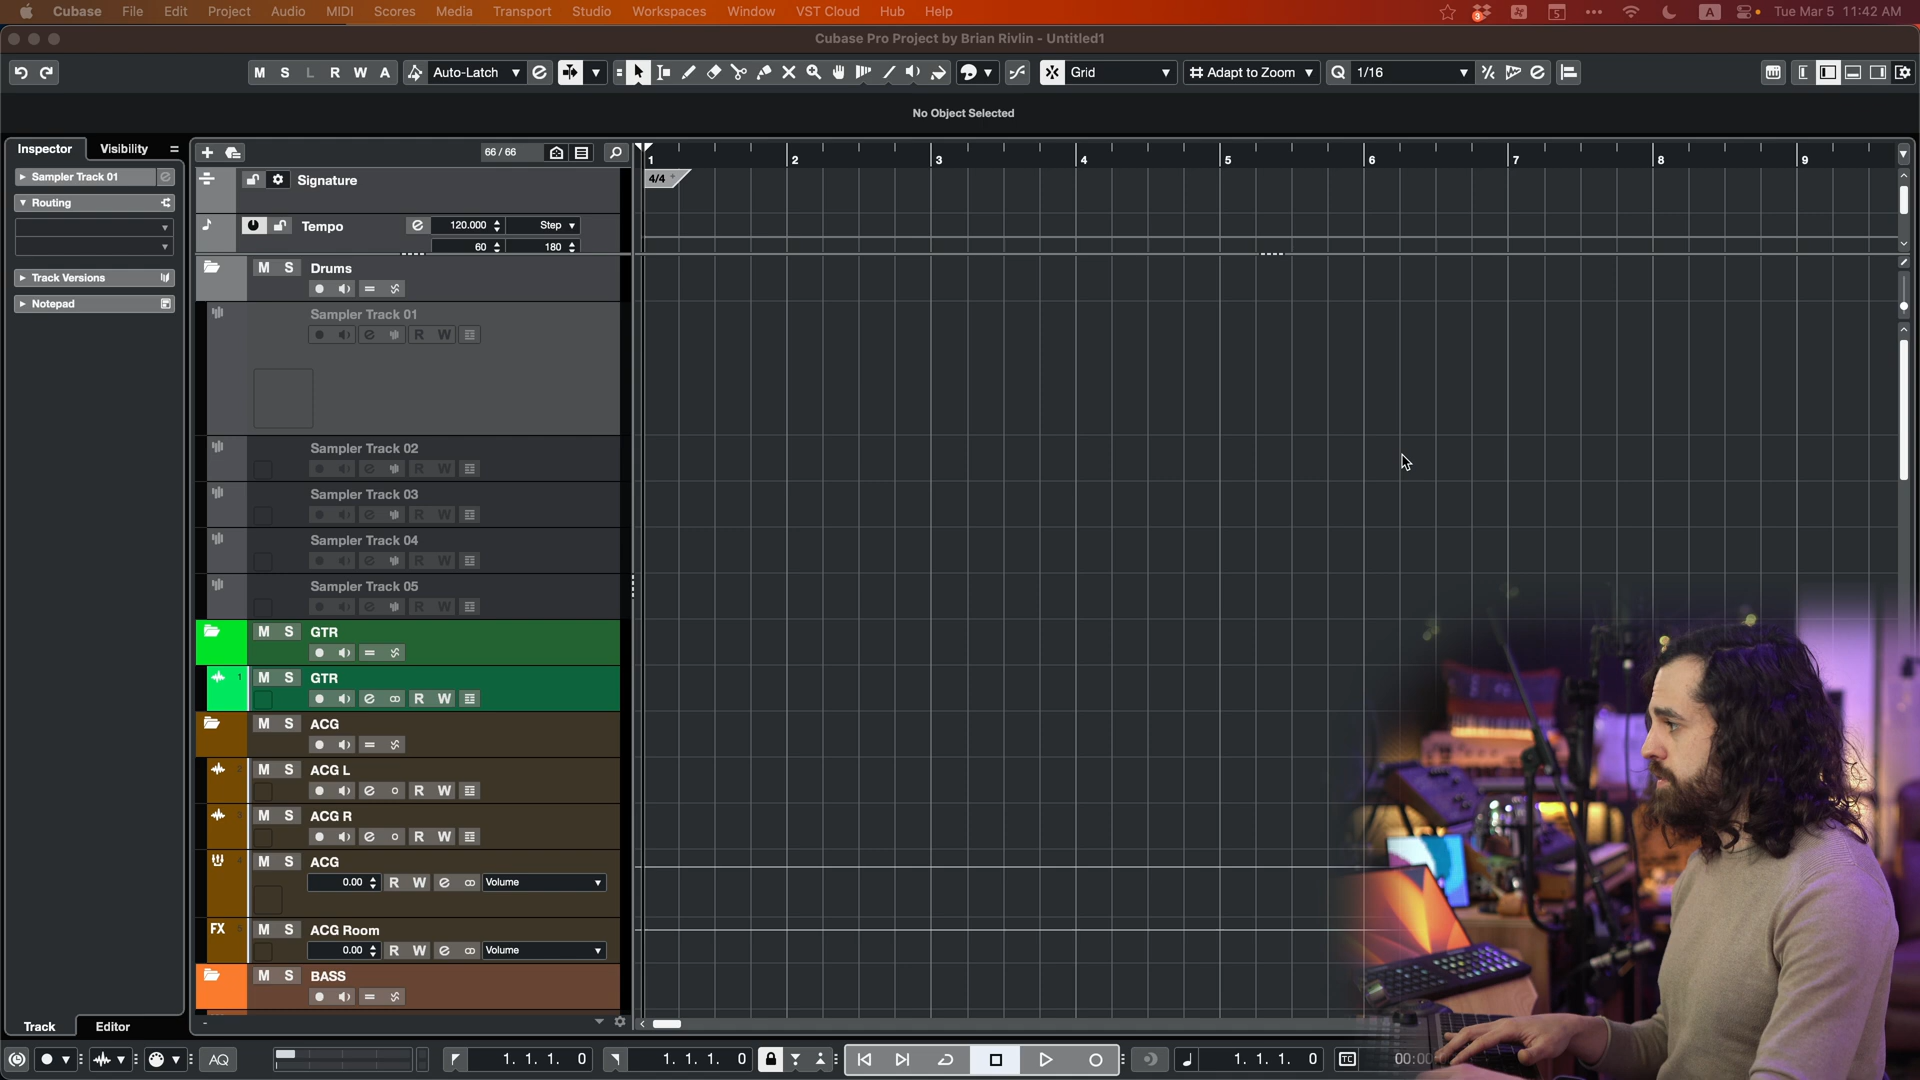 Cubase File Edit Project Audio MIDI Scores Media Transport Studio Workspaces Window VST Cloud Hub Help 3 5 A Tue Mar 5 11:42 AM
Cubase Pro Project by Brian Rivlin - Untitled1
M S L R W A Auto-Latch Grid Adapt to Zoom Q 1/16
No Object Selected
Inspector Visibility 66 / 66 1 2 3 4 5 6 7 8 9
Sampler Track 01 Signature 4/4
Routing
Tempo 120.000 Step
60 180
Track Versions
Notepad
M S Drums
Sampler Track 01
R W
Sampler Track 02
R W
Sampler Track 03
R W
Sampler Track 04
R W
Sampler Track 05
R W
M S GTR
1 M S GTR
R W
M S ACG
M S ACG L
R W
M S ACG R
R W
M S ACG
0.00 R W Volume
FX M S ACG Room
0.00 R W Volume
M S BASS
Track Editor
AQ 1. 1. 1. 0 1. 1. 1. 0 1. 1. 1. 0 TC